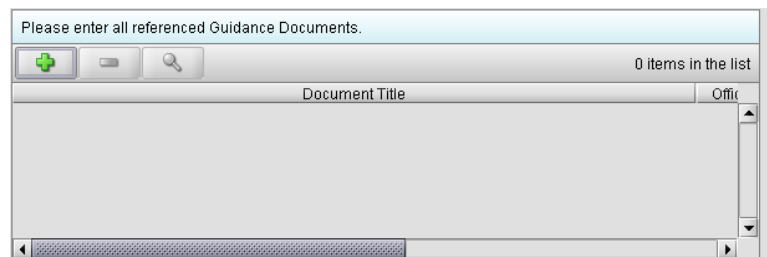 Please enter all referenced Guidance Documents.
0 items in the list
Document Title